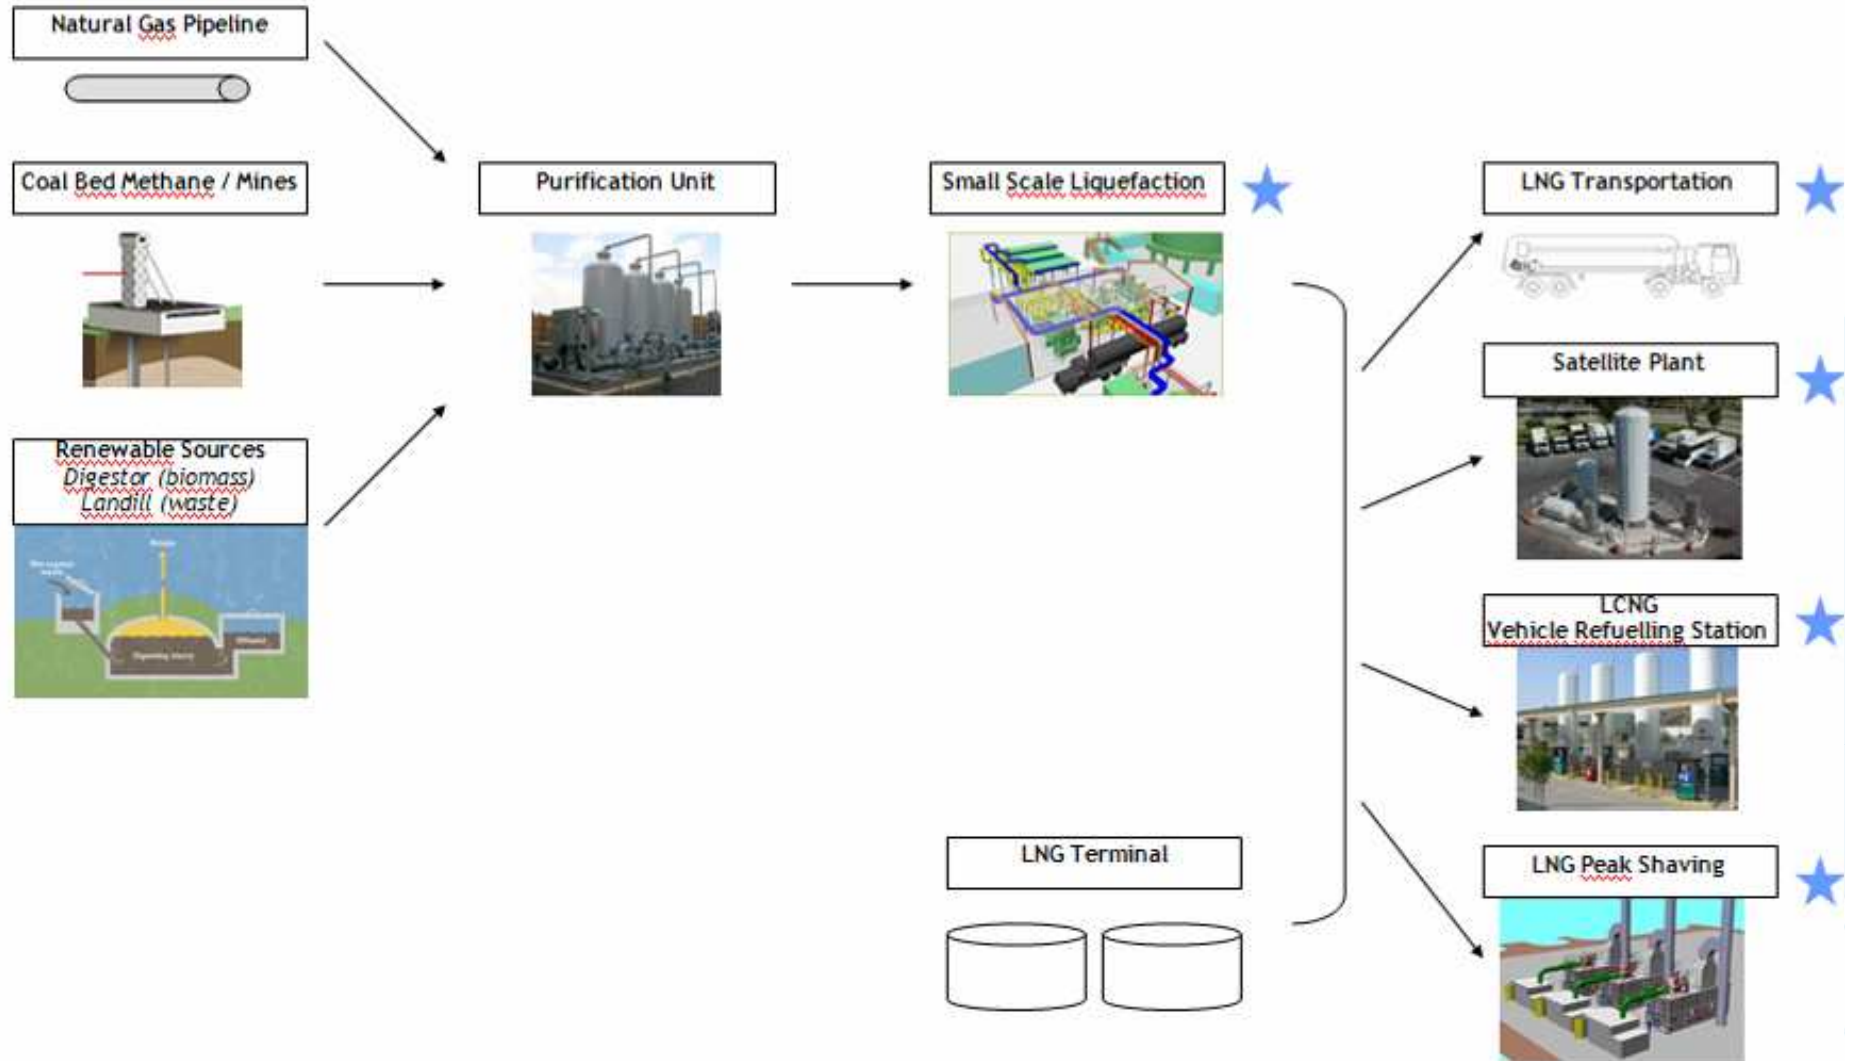 Natural Gas Pipeline
Coal Bed Methane / Mines
Purification Unit
Small Scale Liquefaction
LNG Transportation
Satellite Plant
Renewable Sources
Digestor (biomass)
Landill (waste)
LCNG
Vehicle Refuelling Station
LNG Terminal
LNG Peak Shaving